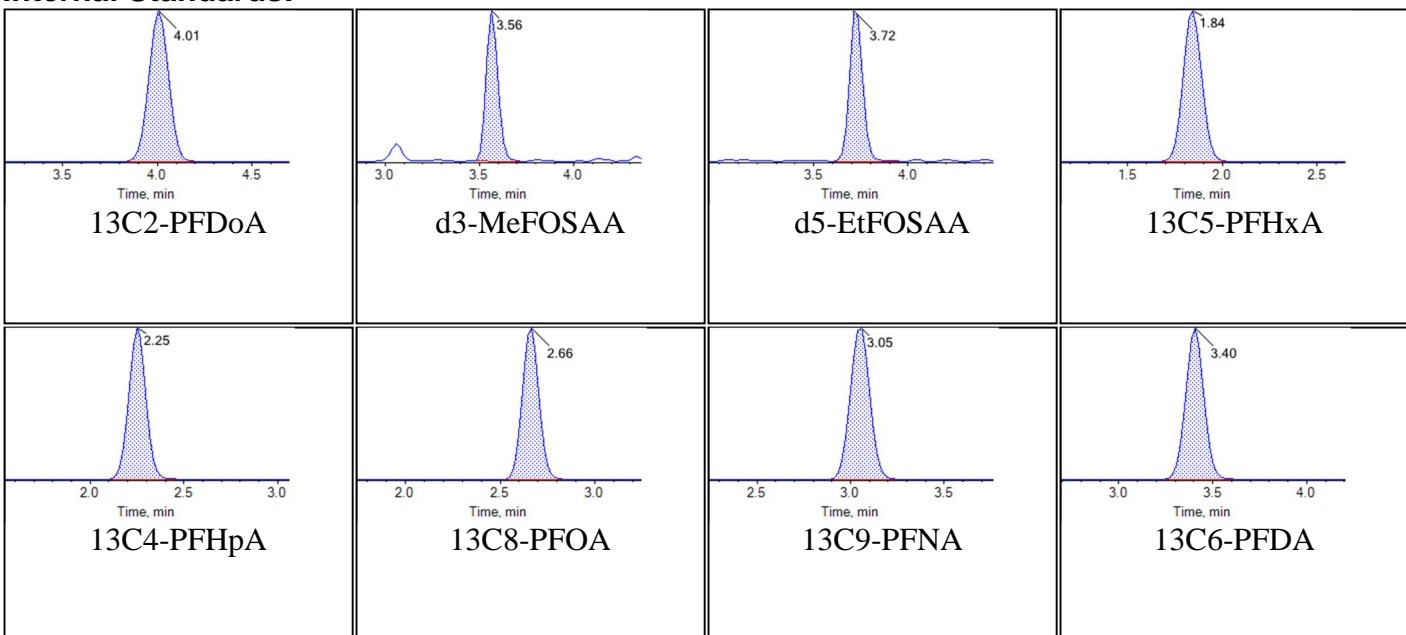 Internal Standards:
4.01
3.5 4.0 4.5
Time, min
13C2-PFDoA
3.56
3.0 3.5 4.0
Time, min
d3-MeFOSAA
3.72
3.5 4.0
Time, min
d5-EtFOSAA
1.84
1.5 2.0 2.5
Time, min
13C5-PFHxA
2.25
2.0 2.5 3.0
Time, min
13C4-PFHpA
2.66
2.0 2.5 3.0
Time, min
13C8-PFOA
3.05
2.5 3.0 3.5
Time, min
13C9-PFNA
3.40
3.0 3.5 4.0
Time, min
13C6-PFDA